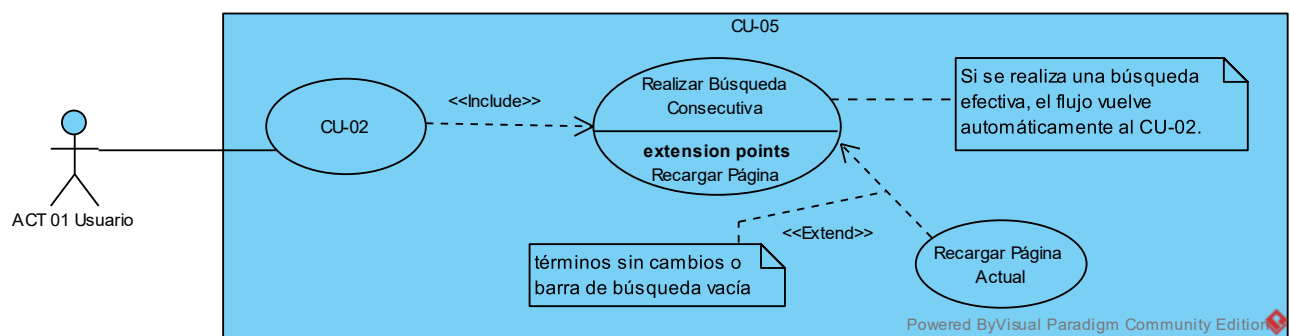 CU-05
CU-02
<<Include>>
Realizar Búsqueda
Consecutiva
extension points
Recargar Página
Si se realiza una búsqueda
efectiva, el flujo vuelve
automáticamente al CU-02.
ACT 01 Usuario
<<Extend>>
términos sin cambios o
barra de búsqueda vacía
Recargar Página
Actual
Powered ByVisual Paradigm Community Edition